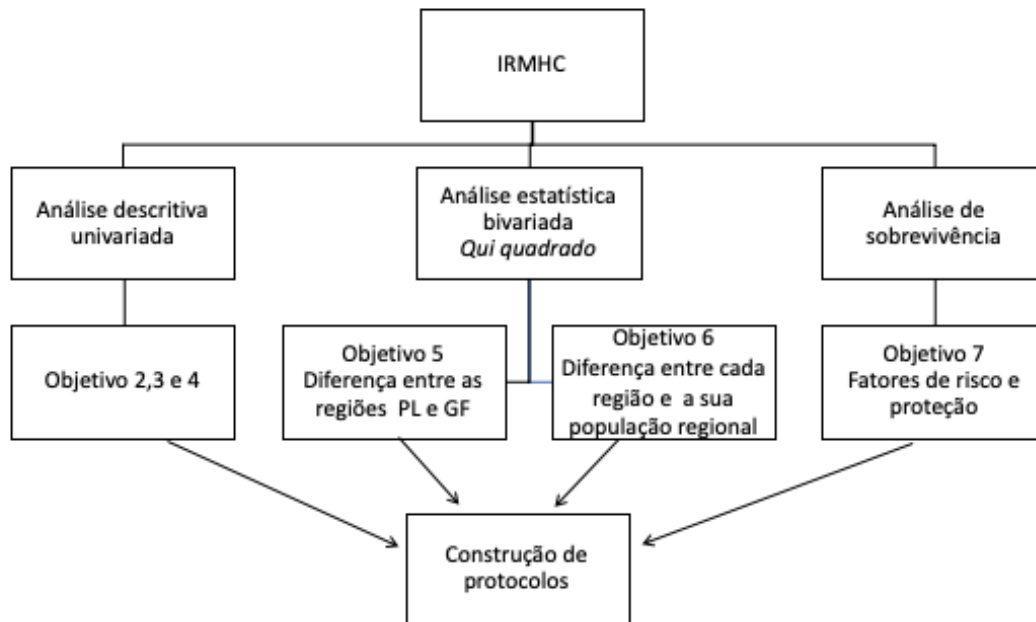 IRMHC
Análise descritiva
univariada
Análise estatística
bivariada
Qui quadrado
Análise de
sobrevivência
Objetivo 2,3 e 4
Objetivo 5
Diferença entre as
regiões PL e GF
Objetivo 6
Diferença entre cada
região e a sua
população regional
Objetivo 7
Fatores de risco e
proteção
Construção de
protocolos